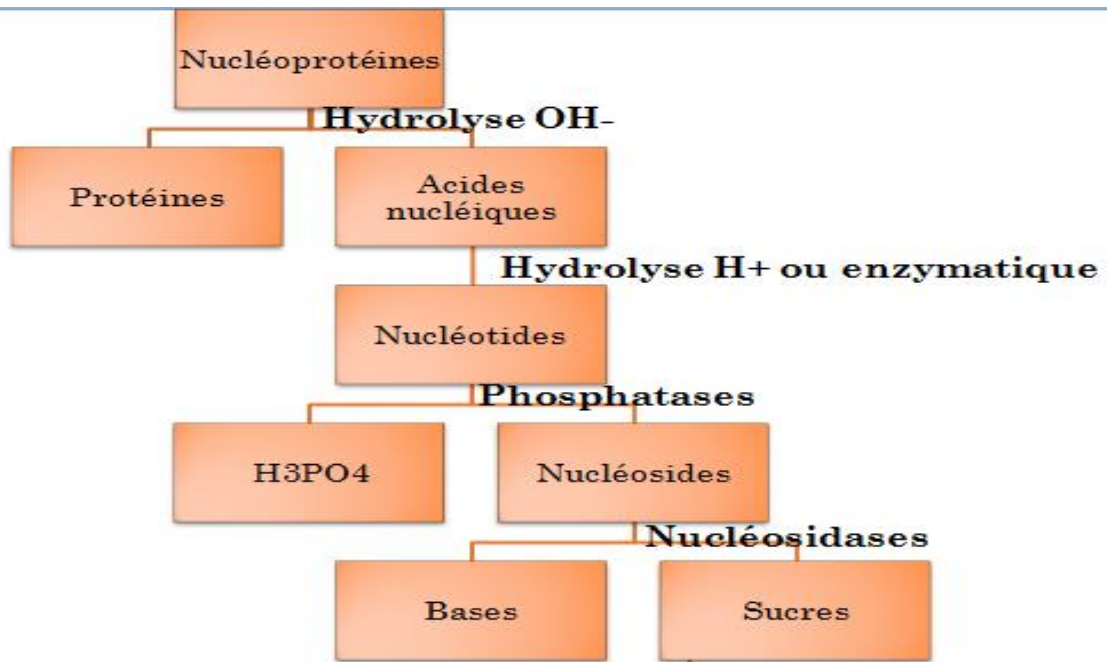 Nucléoprotéines
Hydrolyse OH-
Protéines
Acides
nucléiques
Hydrolyse H+ ou enzymatique
Nucléotides
Phosphatases
H3PO4
Nucléosides
Nucléosidases
Bases
Sucres